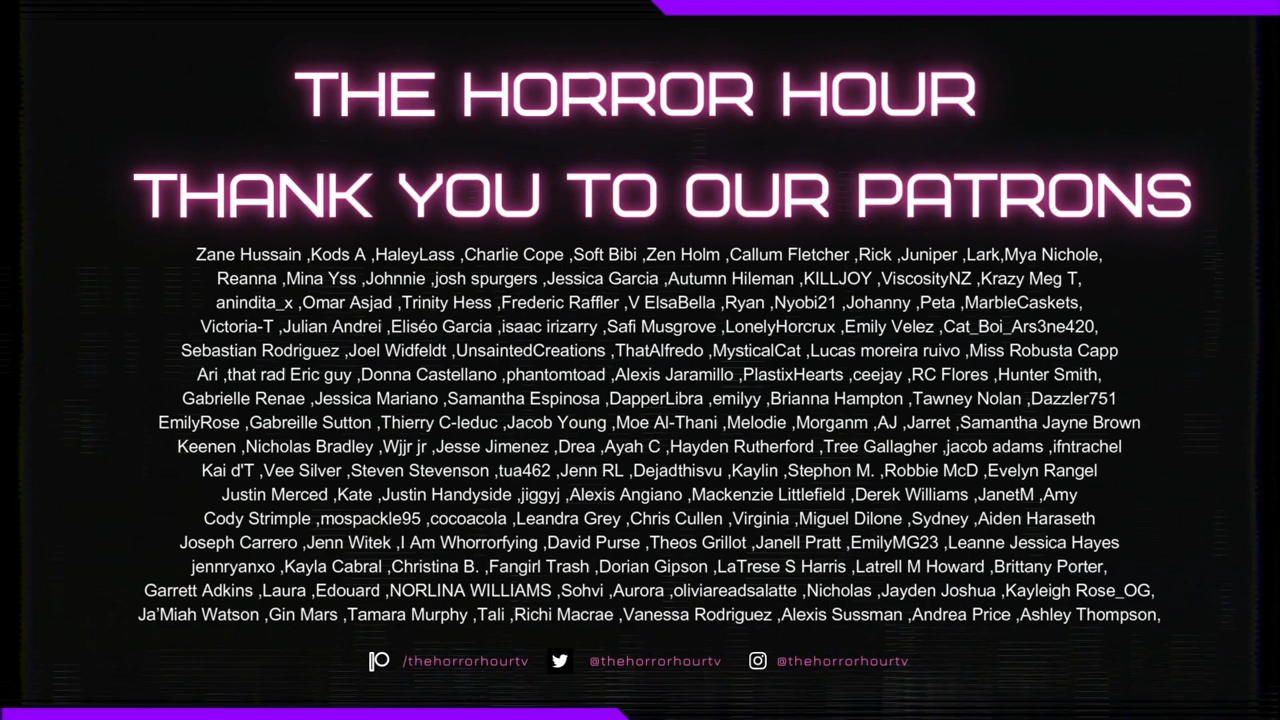 THE HORROR HOUR
THANK YOU TO OUR PATRONS
Zane Hussain ,Kods A ,HaleyLass ,Charlie Cope ,Soft Bibi ,Zen Holm ,Callum Fletcher ,Rick ,Juniper ,Lark,Mya Nichole,
Reanna ,Mina Yss ,Johnnie ,josh spurgers ,Jessica Garcia ,Autumn Hileman ,KILLJOY ,ViscosityNZ ,Krazy Meg T,
anindita_x ,Omar Asjad ,Trinity Hess ,Frederic Raffler ,V ElsaBella ,Ryan ,Nyobi21 ,Johanny ,Peta ,MarbleCaskets,
Victoria-T ,Julian Andrei ,Eliséo Garcia ,isaac irizarry ,Safi Musgrove ,LonelyHorcrux ,Emily Velez ,Cat_Boi_Ars3ne420,
Sebastian Rodriguez ,Joel Widfeldt ,UnsaintedCreations ,ThatAlfredo ,MysticalCat ,Lucas moreira ruivo ,Miss Robusta Capp
Ari ,that rad Eric guy ,Donna Castellano ,phantomtoad ,Alexis Jaramillo ,PlastixHearts ,ceejay ,RC Flores ,Hunter Smith,
Gabrielle Renae ,Jessica Mariano ,Samantha Espinosa ,DapperLibra ,emilyy ,Brianna Hampton ,Tawney Nolan ,Dazzler751
EmilyRose ,Gabreille Sutton ,Thierry C-leduc ,Jacob Young ,Moe Al-Thani ,Melodie ,Morganm ,AJ ,Jarret ,Samantha Jayne Brown
Keenen ,Nicholas Bradley ,Wjjr jr ,Jesse Jimenez ,Drea ,Ayah C ,Hayden Rutherford ,Tree Gallagher ,jacob adams ,ifntrachel
Kai d'T ,Vee Silver ,Steven Stevenson ,tua462 ,Jenn RL ,Dejadthisvu ,Kaylin ,Stephon M. ,Robbie McD ,Evelyn Rangel
Justin Merced ,Kate ,Justin Handyside ,jiggyj ,Alexis Angiano ,Mackenzie Littlefield ,Derek Williams ,JanetM ,Amy
Cody Strimple ,mospackle95 ,cocoacola ,Leandra Grey ,Chris Cullen ,Virginia ,Miguel Dilone ,Sydney ,Aiden Haraseth
Joseph Carrero ,Jenn Witek ,I Am Whorrorfying ,David Purse ,Theos Grillot ,Janell Pratt ,EmilyMG23 ,Leanne Jessica Hayes
jennryanxo ,Kayla Cabral ,Christina B. ,Fangirl Trash ,Dorian Gipson ,LaTrese S Harris ,Latrell M Howard ,Brittany Porter,
Garrett Adkins ,Laura ,Edouard ,NORLINA WILLIAMS ,Sohvi ,Aurora ,oliviareadsalatte ,Nicholas ,Jayden Joshua ,Kayleigh Rose_OG,
Ja’Miah Watson ,Gin Mars ,Tamara Murphy ,Tali ,Richi Macrae ,Vanessa Rodriguez ,Alexis Sussman ,Andrea Price ,Ashley Thompson,
/thehorrorhourtv @thehorrorhourtv @thehorrorhourtv